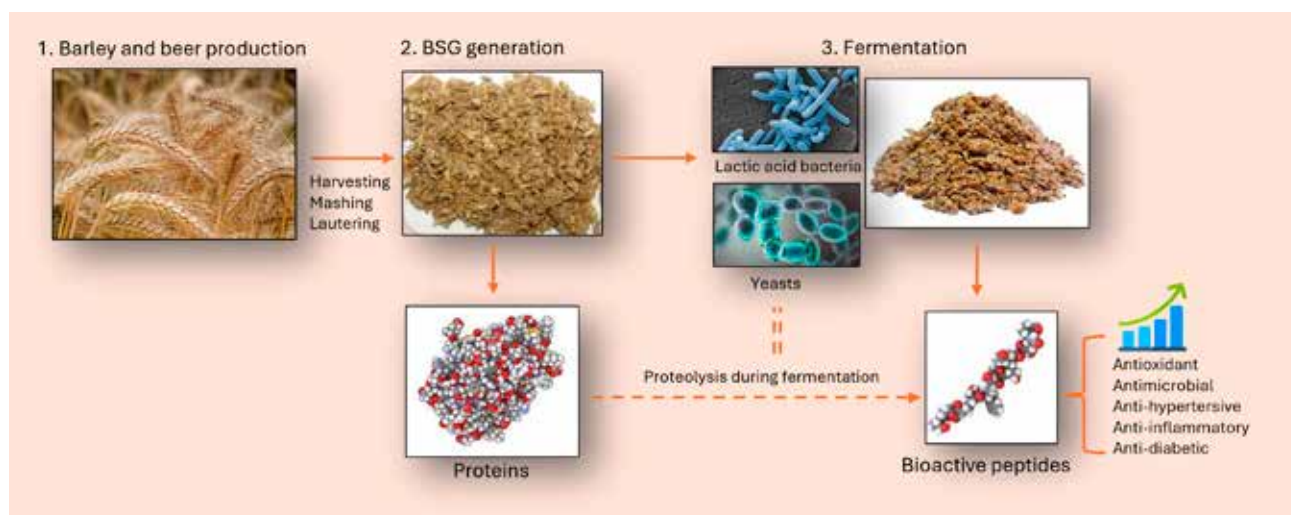 1. Barley and beer production
2. BSG generation
3. Fermentation
Harvesting
Mashing
Lautering
Lactic acid bacteria
Yeasts
Proteins
Proteolysis during fermentation
Bioactive peptides
Antioxidant
Antimicrobial
Anti-hypertersive
Anti-inflammatory
Anti-diabetic